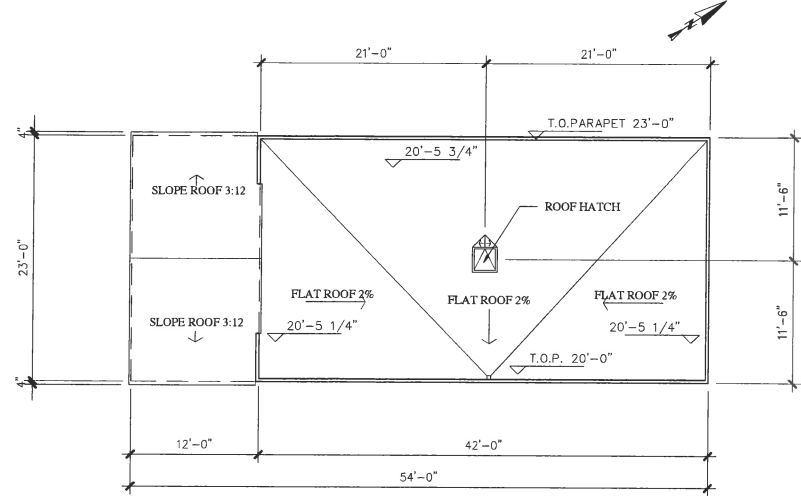 21'-0" 21'-0"
T.O.PARAPET 23'-0"
4"
20'-5 3/4"
SLOPE ROOF 3:12
ROOF HATCH
11'-6"
23'-0"
FLAT ROOF 2%
FLAT ROOF 2%
FLAT ROOF 2%
SLOPE ROOF 3:12
20'-5 1/4"
20'-5 1/4"
11'-6"
T.O.P. 20'-0"
4"
12'-0" 42'-0"
54'-0"